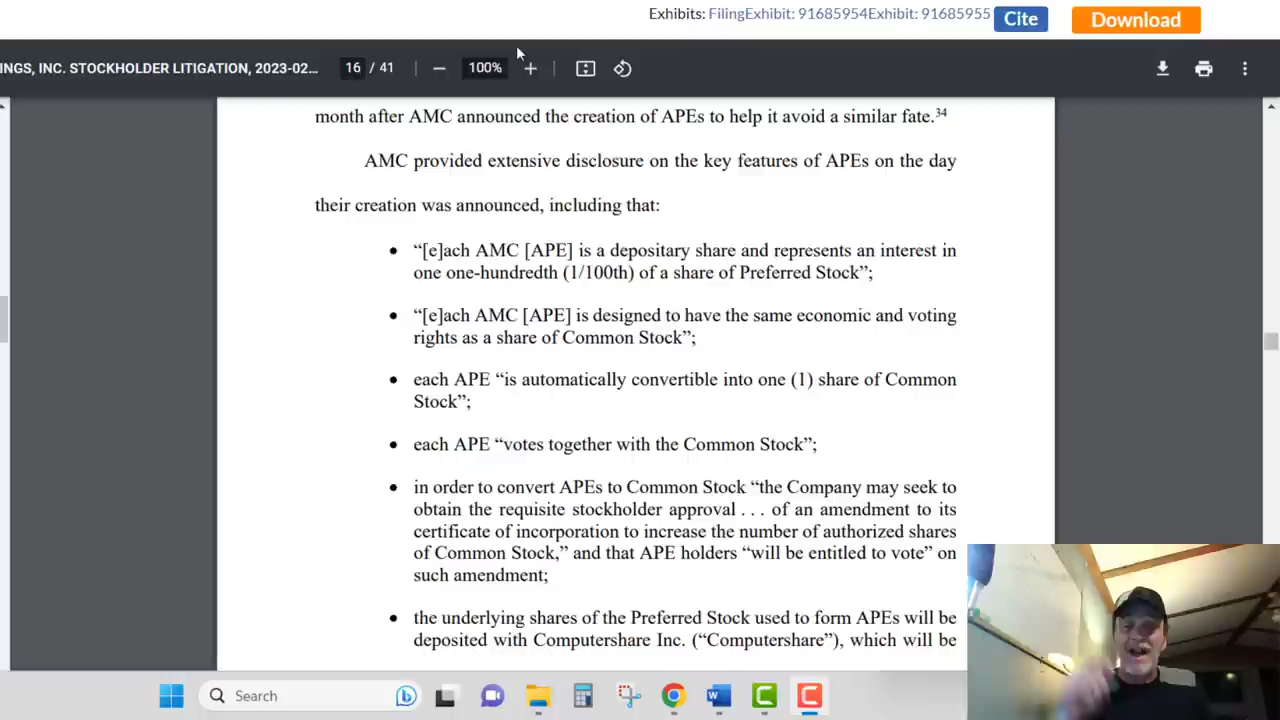 Exhibits: FilingExhibit: 91685954Exhibit: 91685955 Cite Download
INGS, INC. STOCKHOLDER LITIGATION, 2023-02... 16 / 41 100%
month after AMC announced the creation of APEs to help it avoid a similar fate.34
AMC provided extensive disclosure on the key features of APEs on the day
their creation was announced, including that:
• “[e]ach AMC [APE] is a depositary share and represents an interest in
one one-hundredth (1/100th) of a share of Preferred Stock”;
• “[e]ach AMC [APE] is designed to have the same economic and voting
rights as a share of Common Stock”;
• each APE “is automatically convertible into one (1) share of Common
Stock”;
• each APE “votes together with the Common Stock”;
• in order to convert APEs to Common Stock “the Company may seek to
obtain the requisite stockholder approval . . . of an amendment to its
certificate of incorporation to increase the number of authorized shares
of Common Stock,” and that APE holders “will be entitled to vote” on
such amendment;
• the underlying shares of the Preferred Stock used to form APEs will be
deposited with Computershare Inc. (“Computershare”), which will be
Search